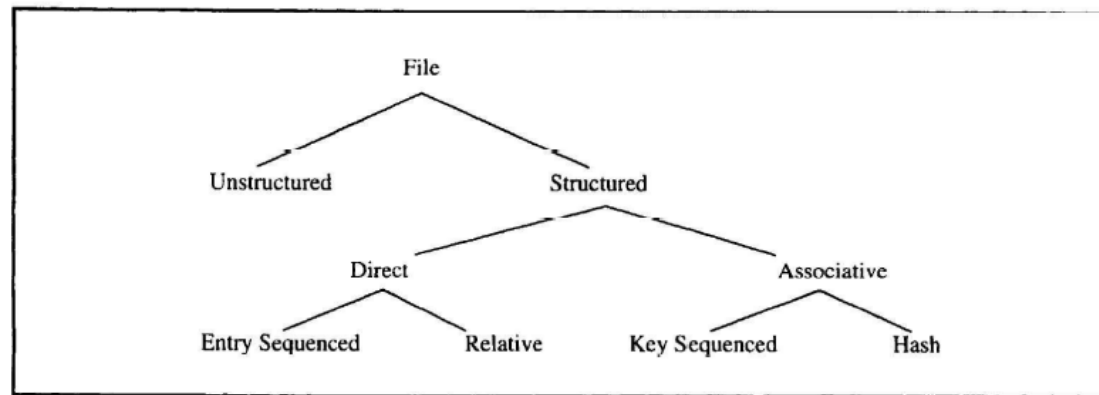 File
Unstructured Structured
Direct Associative
Entry Sequenced Relative Key Sequenced Hash